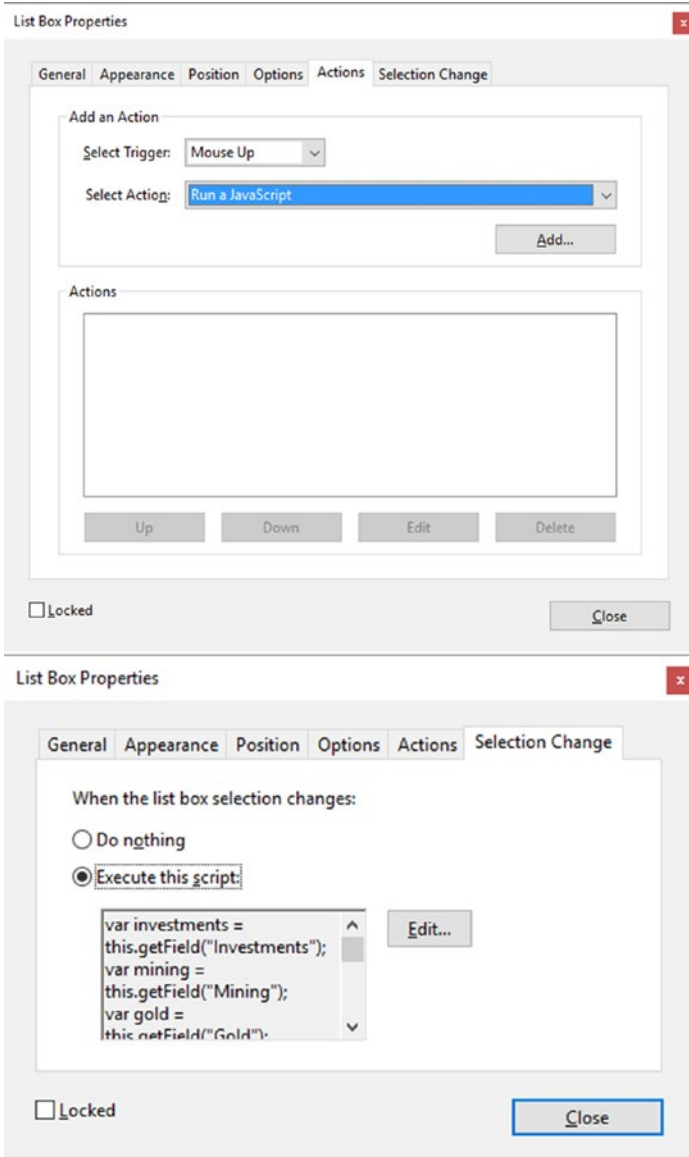 List Box Properties
x
General Appearance Position Options Actions Selection Change
Add an Action
Select Trigger: Mouse Up
Select Action: Run a JavaScript
Add...
Actions
Up Down Edit Delete
Locked
Close
List Box Properties
x
General Appearance Position Options Actions Selection Change
When the list box selection changes:
Do nothing
Execute this script:
var investments =
this.getField("Investments");
var mining =
this.getField("Mining");
var gold =
this.getField("Gold");
Edit...
Locked
Close